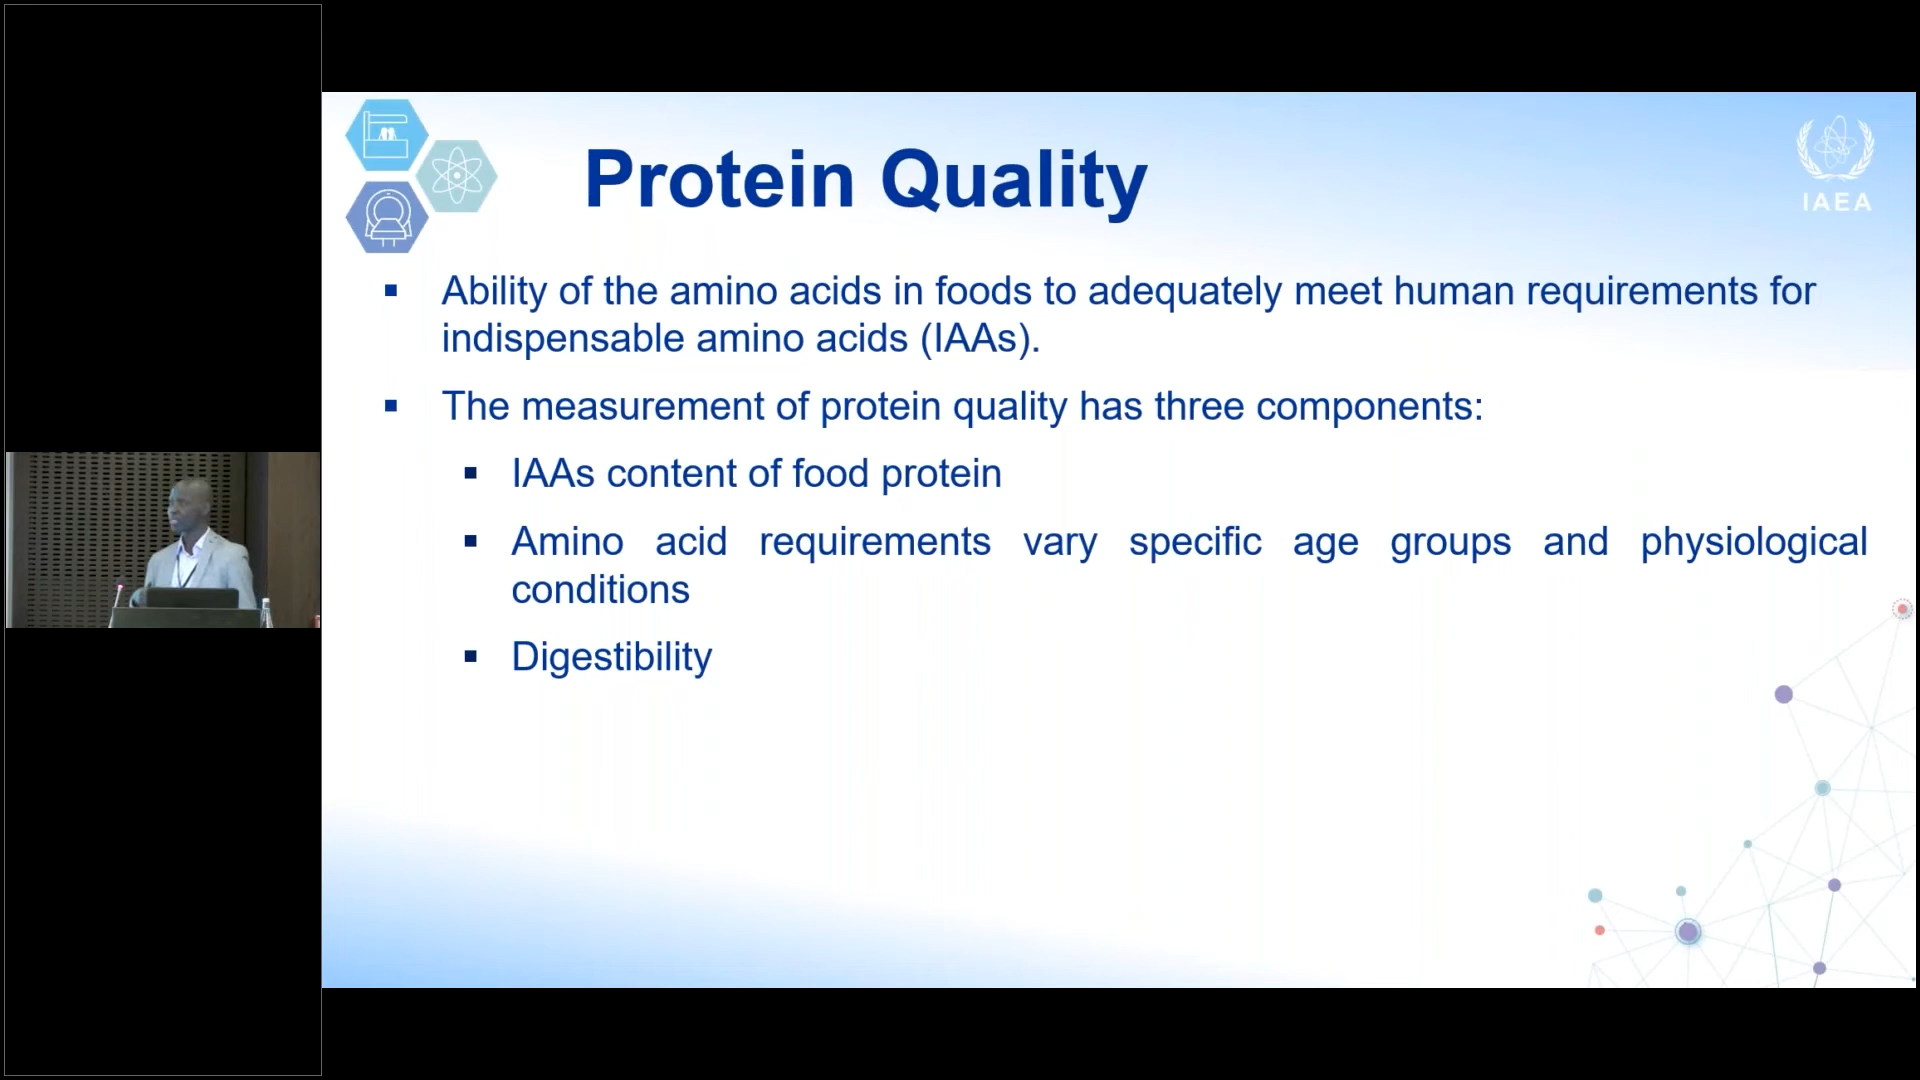 Protein Quality
IAEA
▪ Ability of the amino acids in foods to adequately meet human requirements for
indispensable amino acids (IAAs).
▪ The measurement of protein quality has three components:
▪ IAAs content of food protein
▪ Amino acid requirements vary specific age groups and physiological
conditions
▪ Digestibility